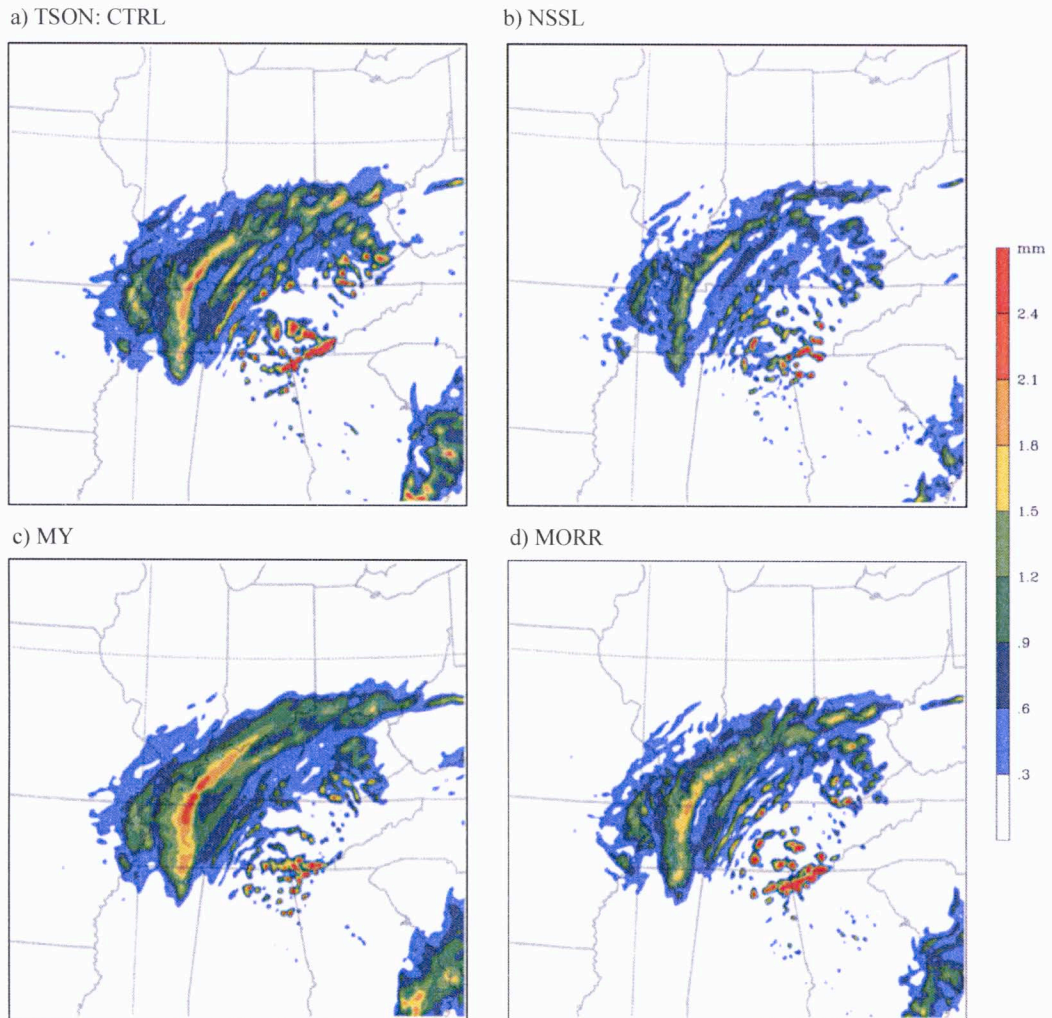 a) TSON: CTRL
b) NSSL
mm
2.4
2.1
1.8
1.5
1.2
.9
.6
.3
c) MY
d) MORR